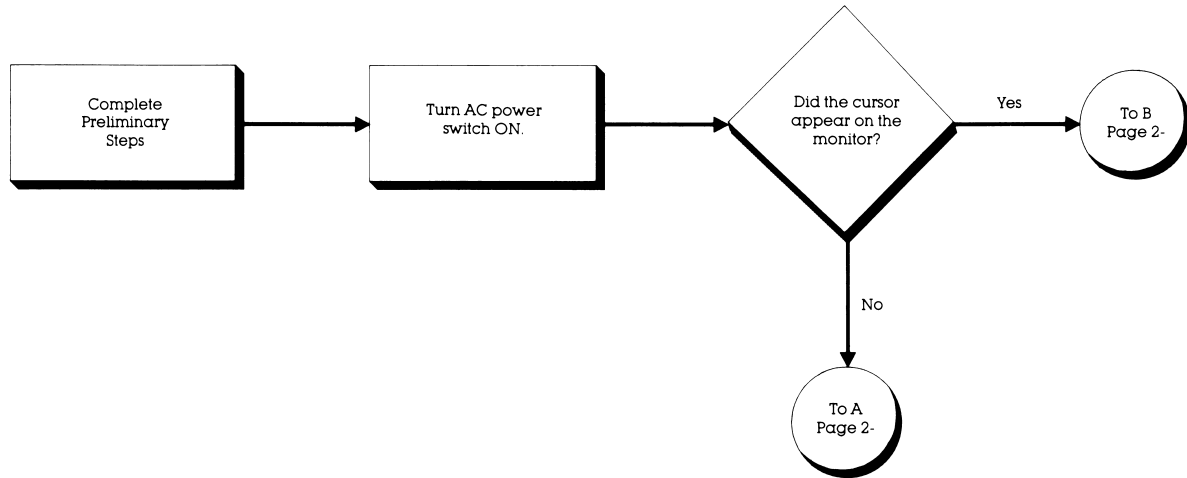 Complete
Preliminary
Steps
Turn AC power
switch ON.
Did the cursor
appear on the
monitor?
Yes
To B
Page 2-
No
To A
Page 2-